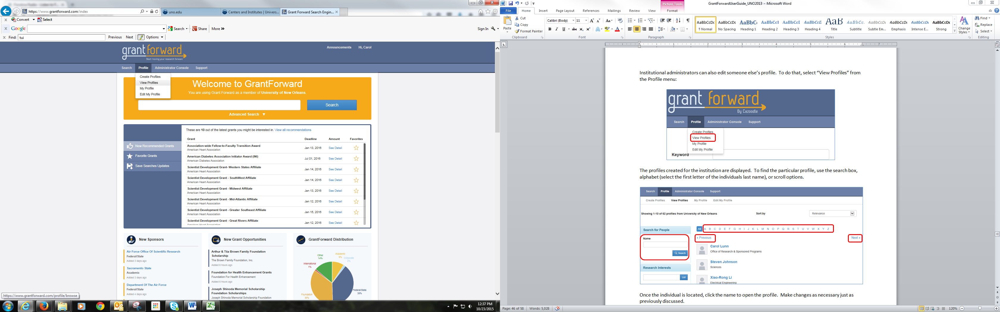 https://www.grantforward.com/index
uno.edu
Centers and Institutes | Univers...
Grant Forward Search Engin...
Convert Select
Google Search Share More »
Sign In
Find: tui Previous Next Options
grant forward
Start moving your research forward
Announcements Hi, Carol
Search Profile Administrator Console Support
Create Profiles
View Profiles
My Profile
Edit My Profile
Welcome to GrantForward
You are using Grant Forward as a member of University of New Orleans.
Search
Advanced Search ▼
New Recommended Grants
Favorite Grants
Save Searches Updates
These are 10 out of the latest grants you might be interested in. View all recommendations
Grant Deadline Amount Favorites
Association-wide Fellow-to-Faculty Transition Award
American Heart Association
Jan 13, 2016 See Detail
American Diabetes Association Initiator Award (INI)
American Diabetes Association
Jul 01, 2016 See Detail
Scientist Development Grant- Western States Affiliate
American Heart Association
Jan 14, 2016 See Detail
Scientist Development Grant - SouthWest Affiliate
American Heart Association
Jan 14, 2016 See Detail
Scientist Development Grant - Midwest Affiliate
American Heart Association
Jan 13, 2016 See Detail
Scientist Development Grant - Mid-Atlantic Affiliate
American Heart Association
Jan 12, 2016 See Detail
Scientist Development Grant - Greater Southeast Affiliate
American Heart Association
Jan 15, 2016 See Detail
Scientist Development Grant - Great Rivers Affiliate
American Heart Association
Jan 12, 2016 See Detail
New Sponsors
Air Force Office Of Scientific Research
Federal/State
Added 3 days ago
Sacramento State
Academic
Added 3 days ago
Department Of The Air Force
Federal/State
Added 4 days ago
New Grant Opportunities
Arthur & Tiia Brown Family Foundation
Scholarship
The Brown Family Foundation, Inc.
Added 6 hours ago
Foundation for Health Enhancement Grants
Foundation For Health Enhancement
Added 6 hours ago
Joseph Shinoda Memorial Scholarship
Foundation Scholarships
Joseph Shinoda Memorial Scholarship Foundation
GrantForward Distribution
Other
14%
Academic
9%
Corporate
2%
International
1%
Foundation
36%
Federal/State
39%
https://www.grantforward.com/profile/browse
12:37 PM
10/23/2015
GrantForwardUserGuide_UNO2013 - Microsoft Word
Picture Tools
File Home Insert Page Layout References Mailings Review View Format
Paste
Cut
Copy
Format Painter
Clipboard
Calibri (Body) 11
Font
Paragraph
¶ Normal
No Spacing
Heading 1
Heading 2
Heading 3
Heading 4
Title
Subtitle
Subtle Em...
Emphasis
Intense E...
Strong
Styles
Change
Styles
Find
Replace
Select
Editing
Institutional administrators can also edit someone else’s profile. To do that, select “View Profiles” from
the Profile menu:
grant forward
By Cazoodle
Search Profile Administrator Console Support
Create Profiles
View Profiles
My Profile
Edit My Profile
Keyword
The profiles created for the institution are displayed. To find the particular profile, use the search box,
alphabet (select the first letter of the individuals last name), or scroll options.
Search Profile Administrator Console Support
Create Profiles View Profiles My Profile Edit My Profile
Showing 1-10 of 62 profiles from University of New Orleans
Sort by Relevance
Search for People
Name
Search
Research Interests
List
All A B C D E F G H I J K L M N O P Q R S T U V W X Y Z
« Previous Next »
Carol Lunn
Office of Research & Sponsored Programs
Steven Johnson
Sciences
Xiao-Rong Li
Electrical Engineering
Once the individual is located, click the name to open the profile. Make changes as necessary just as
previously discussed.
Page: 46 of 58 Words: 5,028
120%